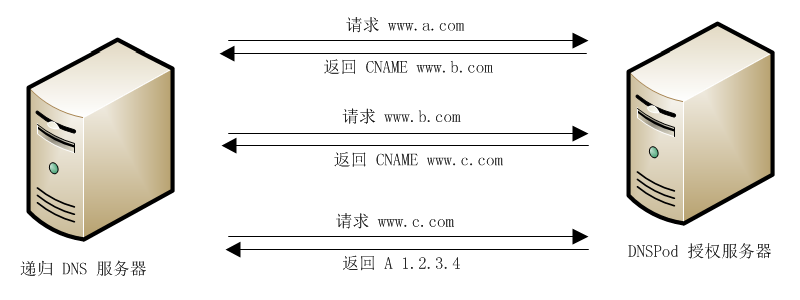 请求 www.a.com
返回 CNAME www.b.com
请求 www.b.com
返回 CNAME www.c.com
请求 www.c.com
返回 A 1.2.3.4
递归 DNS 服务器
DNSPod 授权服务器